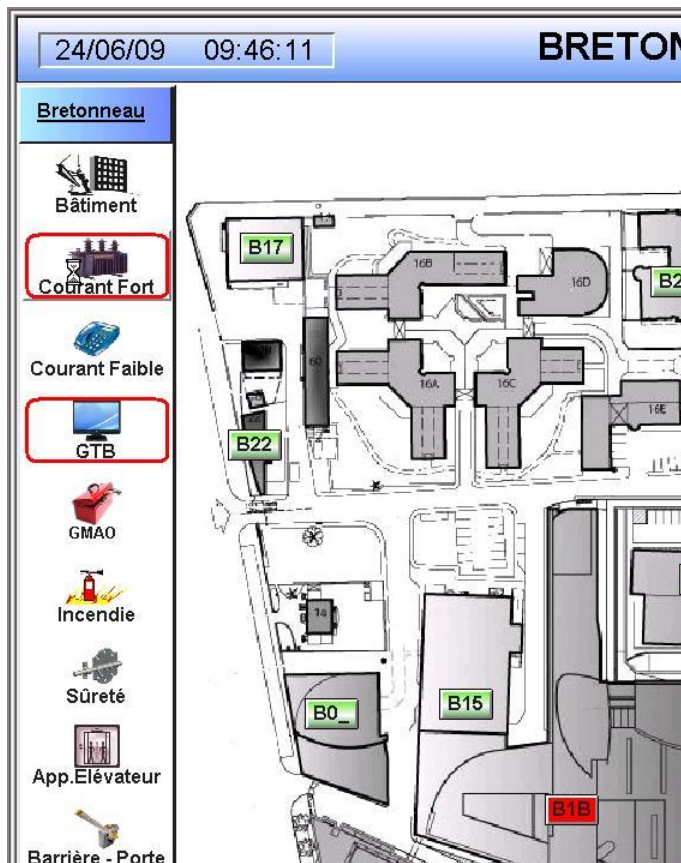 24/06/09 09:46:11
BRETON
Bretonneau
Bâtiment
Courant Fort
Courant Faible
GTB
GMAO
Incendie
Sûreté
App.Elévateur
Barrière - Porte
B17
16B
16D
B2
16A
16C
16E
B22
14
B0_
B15
B1B